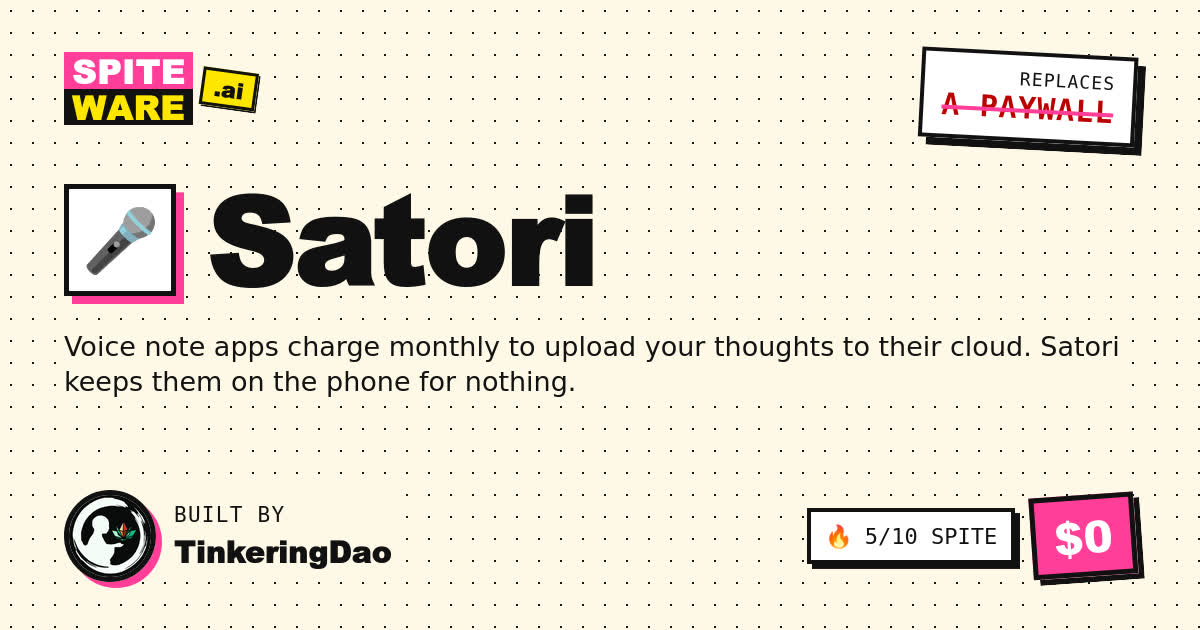 SPITE
WARE
.ai
REPLACES
A PAYWALL
Satori
Voice note apps charge monthly to upload your thoughts to their cloud. Satori
keeps them on the phone for nothing.
BUILT BY
TinkeringDao
🔥 5/10 SPITE
$0